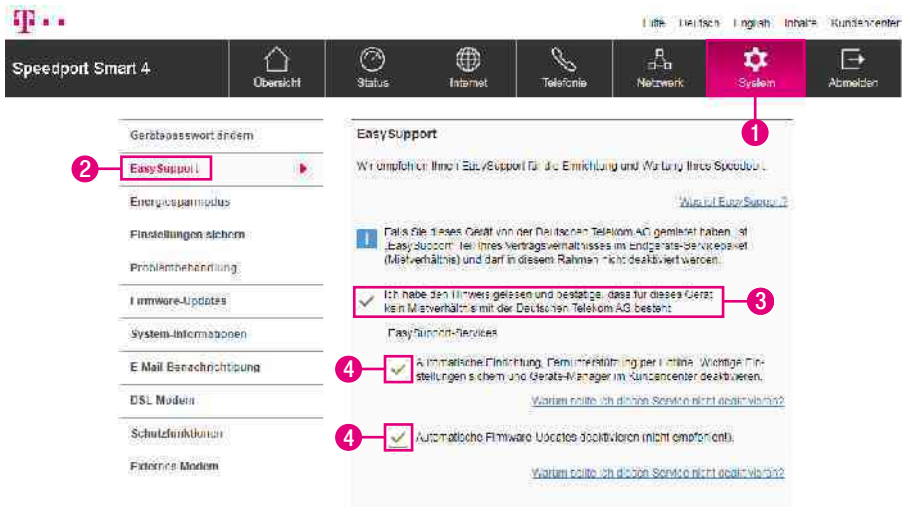 T
Hilfe Deutsch English Inhalte Kundencenter
Speedport Smart 4
Übersicht
Status
Internet
Telefonie
Netzwerk
System
Abmelden
1
Gerätepasswort ändern
2
EasySupport
Energiesparmodus
Einstellungen sichern
Problembehandlung
Firmware-Updates
System-Informationen
E-Mail Benachrichtigung
DSL Modem
Schutzfunktionen
Externes Modem
EasySupport
Wir empfehlen Ihnen EasySupport für die Einrichtung und Wartung Ihres Speedport.
Was ist EasySupport?
Falls Sie dieses Gerät von der Deutschen Telekom AG gemietet haben, ist
„EasySupport“ Teil Ihres Vertragsverhältnisses im Endgeräte-Servicepaket
(Mietverhältnis) und darf in diesem Rahmen nicht deaktiviert werden.
Ich habe den Hinweis gelesen und bestätige, dass für dieses Gerät
kein Mietverhältnis mit der Deutschen Telekom AG besteht.
3
EasySupport-Services
4
Automatische Einrichtung, Fernunterstützung per Hotline, Wichtige Ein-
stellungen sichern und Geräte-Manager im Kundencenter deaktivieren.
Warum sollte ich diesen Service nicht deaktivieren?
4
Automatische Firmware-Updates deaktivieren (nicht empfohlen!).
Warum sollte ich diesen Service nicht deaktivieren?